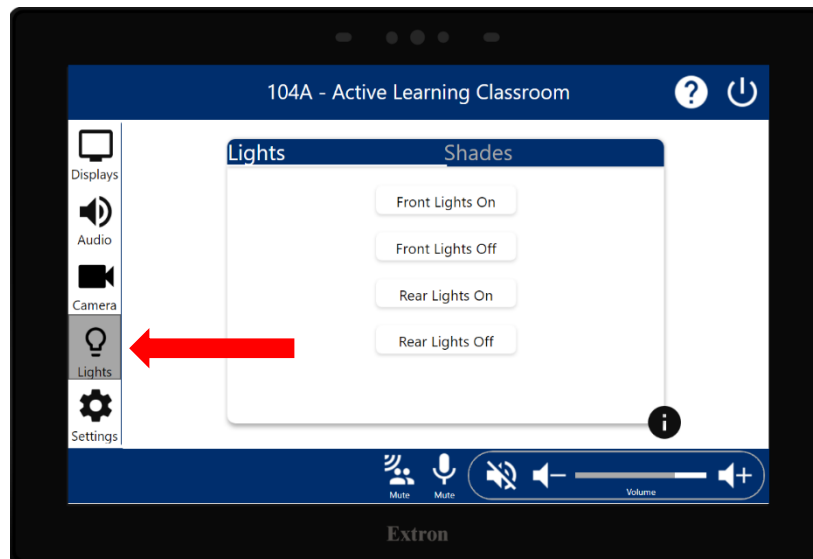 104A - Active Learning Classroom
?
Displays
Audio
Camera
Lights
Settings
Lights Shades
Front Lights On
Front Lights Off
Rear Lights On
Rear Lights Off
i
Mute Mute Volume
Extron